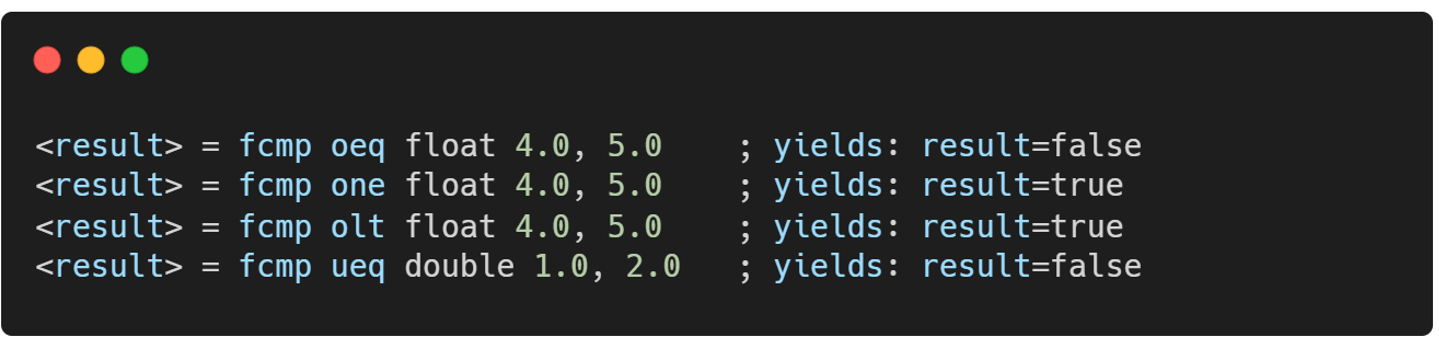 <result> = fcmp oeq float 4.0, 5.0    ; yields: result=false
<result> = fcmp one float 4.0, 5.0    ; yields: result=true
<result> = fcmp olt float 4.0, 5.0    ; yields: result=true
<result> = fcmp ueq double 1.0, 2.0   ; yields: result=false